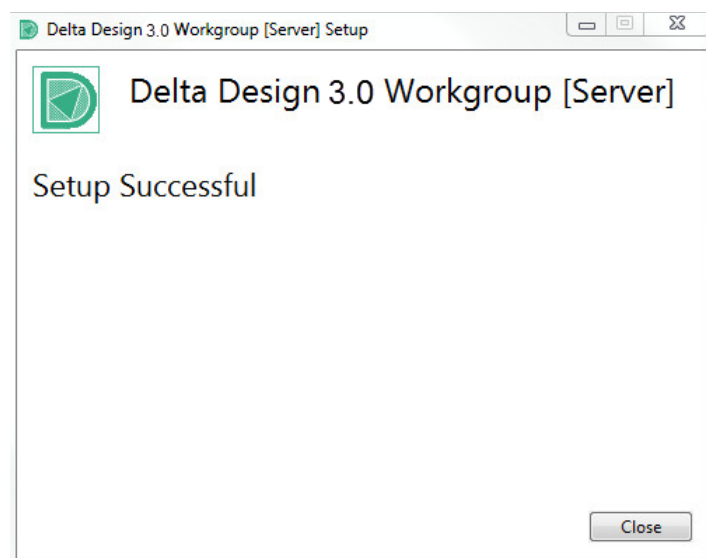 Delta Design 3.0 Workgroup [Server] Setup
Delta Design 3.0 Workgroup [Server]
Setup Successful
Close